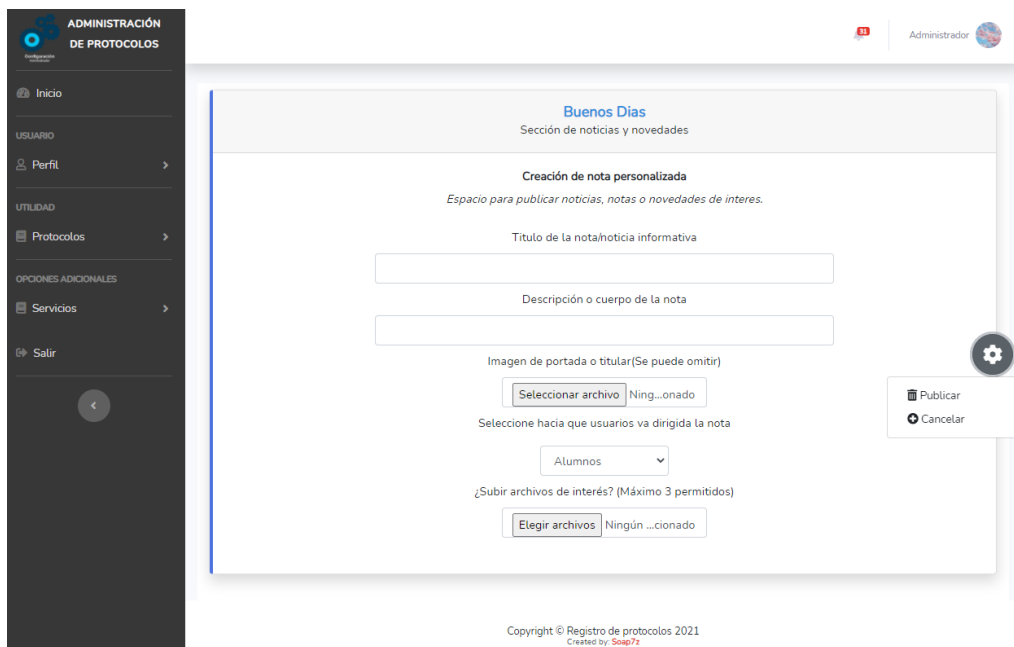 ADMINISTRACIÓN
DE PROTOCOLOS
Configuración
31
Administrador
Inicio
USUARIO
Perfil
UTILIDAD
Protocolos
OPCIONES ADICIONALES
Servicios
Salir
Buenos Dias
Sección de noticias y novedades
Creación de nota personalizada
Espacio para publicar noticias, notas o novedades de interes.
Titulo de la nota/noticia informativa
Descripción o cuerpo de la nota
Imagen de portada o titular(Se puede omitir)
Seleccionar archivo Ning...onado
Seleccione hacia que usuarios va dirigida la nota
Alumnos
¿Subir archivos de interés? (Máximo 3 permitidos)
Elegir archivos Ningún ...cionado
Publicar
Cancelar
Copyright © Registro de protocolos 2021
Created by: Soap7z